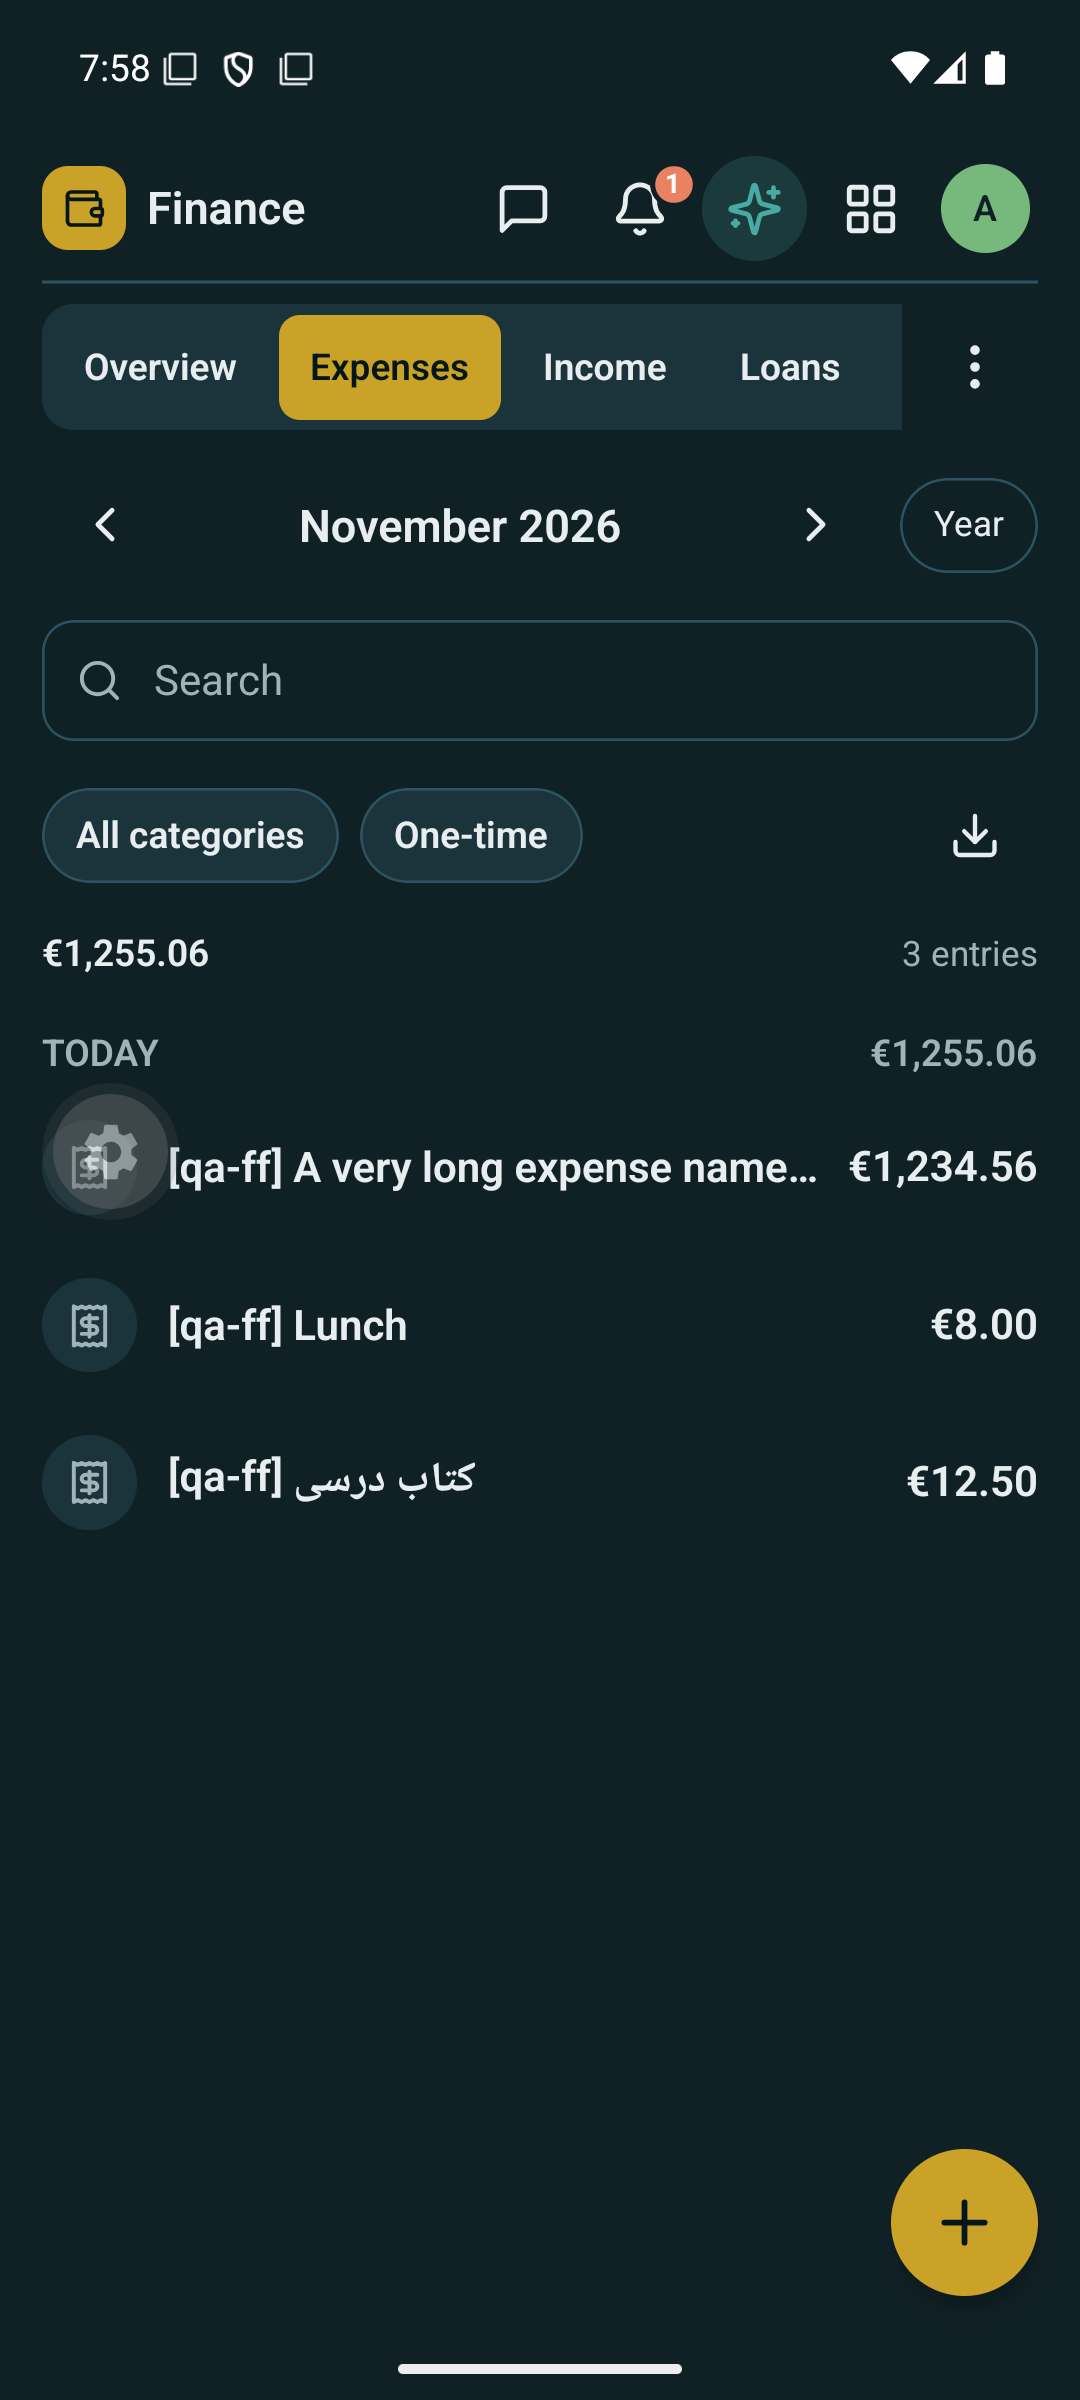 7:58
Finance
1
A
Overview Expenses Income Loans
November 2026
Year
Search
All categories One-time
€1,255.06 3 entries
TODAY €1,255.06
[qa-ff] A very long expense name... €1,234.56
[qa-ff] Lunch €8.00
[qa-ff] کتاب درسی €12.50